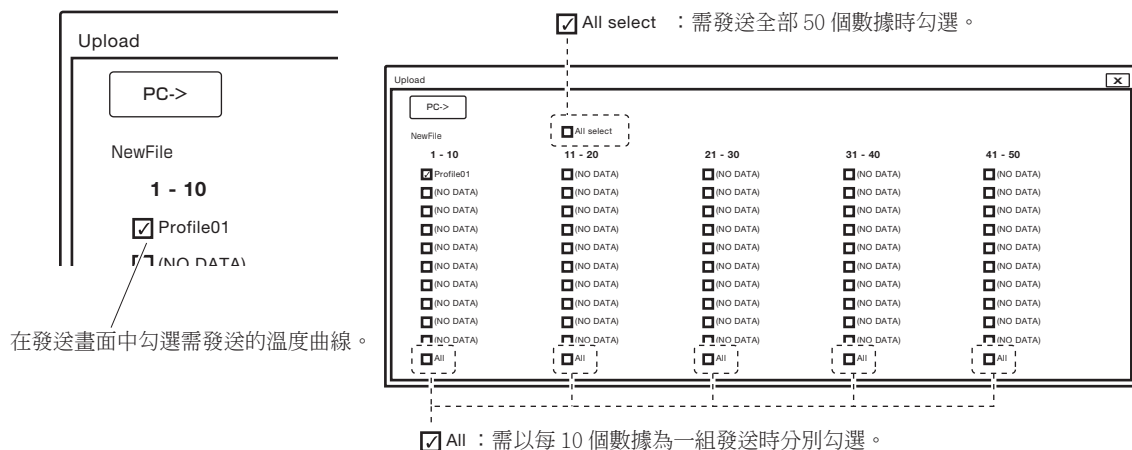 ☑ All select ：需發送全部 50 個數據時勾選。
Upload
PC->
NewFile
1 - 10
☑ Profile01
☐ (NO DATA)
在發送畫面中勾選需發送的溫度曲線。
Upload x
PC->
☐ All select
NewFile
1 - 10 11 - 20 21 - 30 31 - 40 41 - 50
☑ Profile01 ☐ (NO DATA) ☐ (NO DATA) ☐ (NO DATA) ☐ (NO DATA)
☐ (NO DATA) ☐ (NO DATA) ☐ (NO DATA) ☐ (NO DATA) ☐ (NO DATA)
☐ (NO DATA) ☐ (NO DATA) ☐ (NO DATA) ☐ (NO DATA) ☐ (NO DATA)
☐ (NO DATA) ☐ (NO DATA) ☐ (NO DATA) ☐ (NO DATA) ☐ (NO DATA)
☐ (NO DATA) ☐ (NO DATA) ☐ (NO DATA) ☐ (NO DATA) ☐ (NO DATA)
☐ (NO DATA) ☐ (NO DATA) ☐ (NO DATA) ☐ (NO DATA) ☐ (NO DATA)
☐ (NO DATA) ☐ (NO DATA) ☐ (NO DATA) ☐ (NO DATA) ☐ (NO DATA)
☐ (NO DATA) ☐ (NO DATA) ☐ (NO DATA) ☐ (NO DATA) ☐ (NO DATA)
☐ (NO DATA) ☐ (NO DATA) ☐ (NO DATA) ☐ (NO DATA) ☐ (NO DATA)
☐ (NO DATA) ☐ (NO DATA) ☐ (NO DATA) ☐ (NO DATA) ☐ (NO DATA)
☐ All ☐ All ☐ All ☐ All ☐ All
☑ All ：需以每 10 個數據為一組發送時分別勾選。